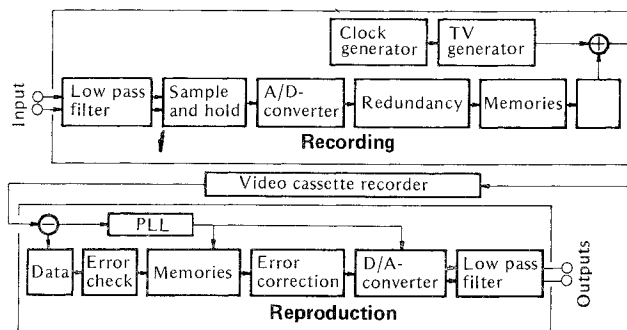 Clock
generator
TV
generator
Input
Low pass
filter
Sample
and hold
A/D-
converter
Redundancy
Memories
Recording
Video cassette recorder
PLL
Data
Error
check
Memories
Error
correction
D/A-
converter
Low pass
filter
Outputs
Reproduction